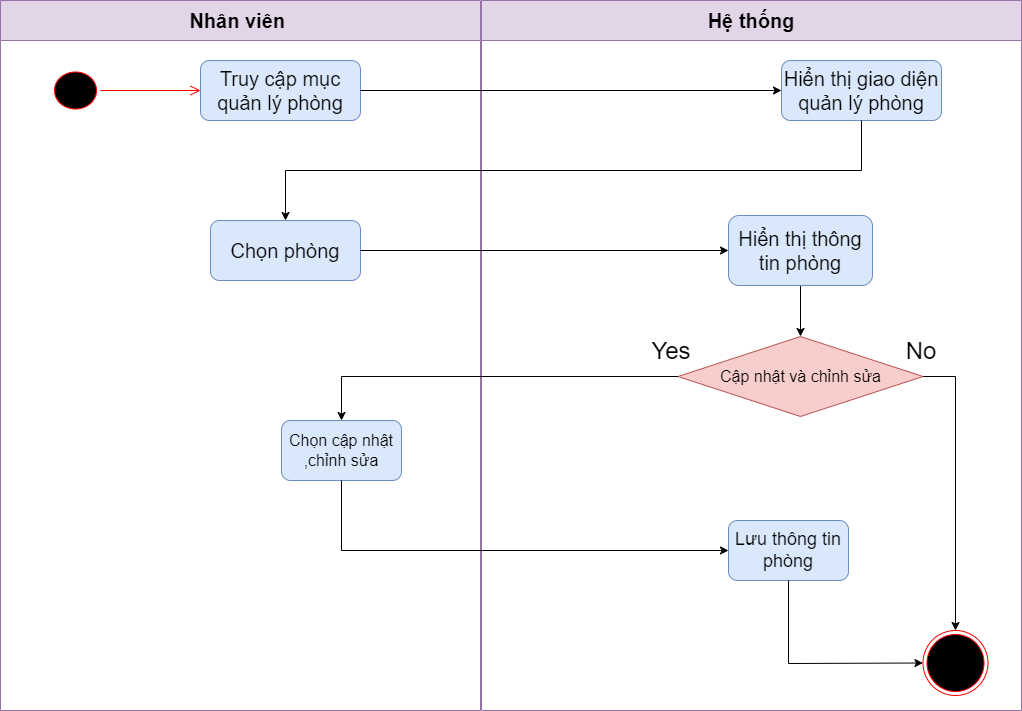 Nhân viên
Hệ thống
Truy cập mục
quản lý phòng
Hiển thị giao diện
quản lý phòng
Chọn phòng
Hiển thị thông
tin phòng
Yes
No
Cập nhật và chỉnh sửa
Chọn cập nhật
,chỉnh sửa
Lưu thông tin
phòng